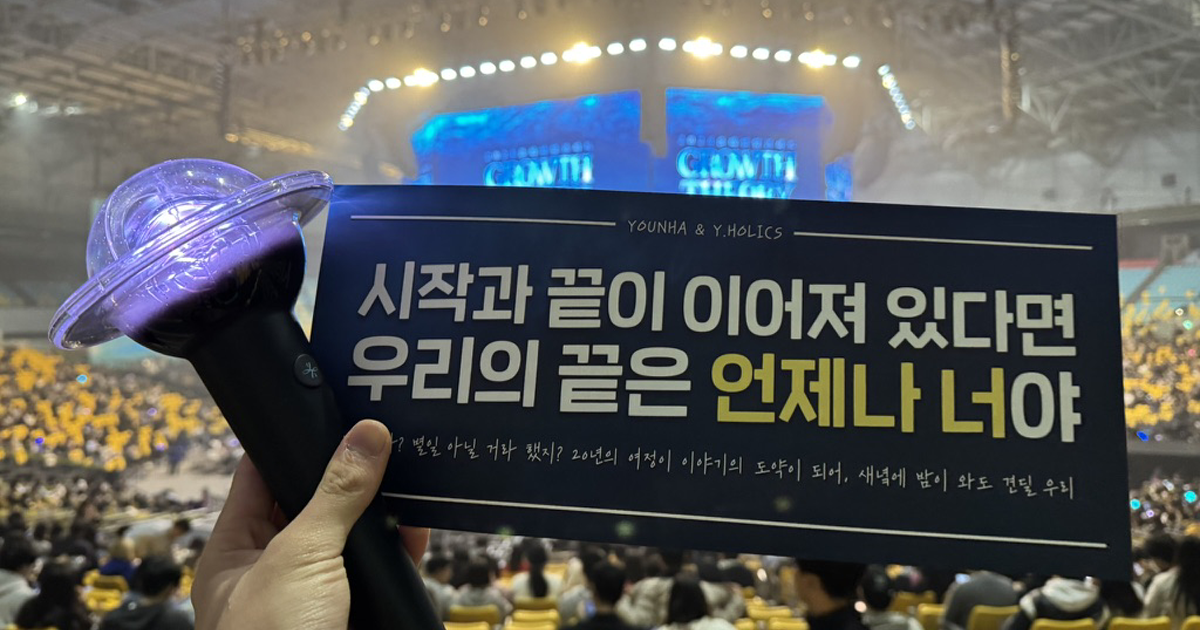 GROWTH
THEORY
GROWTH
YOUNHA & Y.HOLICS
시작과 끝이 이어져 있다면
우리의 끝은 언제나 너야
별일 아닐 거라 했지? 20년의 여정이 이야기의 도약이 되어, 새녘에 밤이 와도 견딜 우리